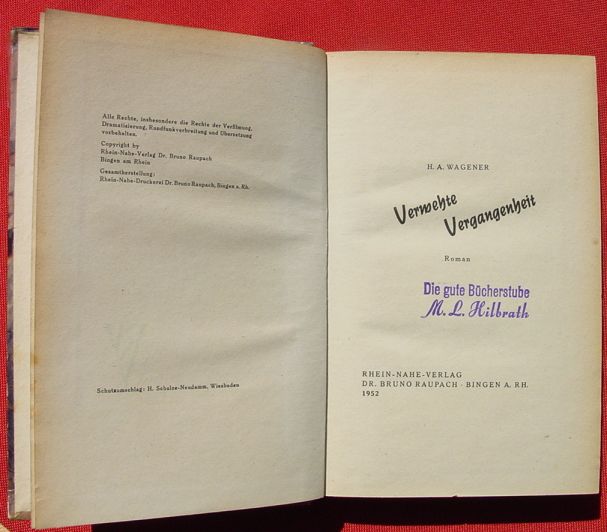 Alle Rechte, insbesondere die Rechte der Verfilmung,
Dramatisierung, Rundfunkverbreitung und Übersetzung
vorbehalten.
Copyright by
Rhein-Nahe-Verlag Dr. Bruno Raupach
Bingen am Rhein
Gesamtherstellung:
Rhein-Nahe-Druckerei Dr. Bruno Raupach, Bingen a. Rh.
Schutzumschlag: H. Schulze-Neudamm, Wiesbaden
H. A. WAGENER
Verwehte
Vergangenheit
Roman
Die gute Bücherstube
M. L. Hilbrath
RHEIN-NAHE-VERLAG
DR. BRUNO RAUPACH · BINGEN A. RH.
1952